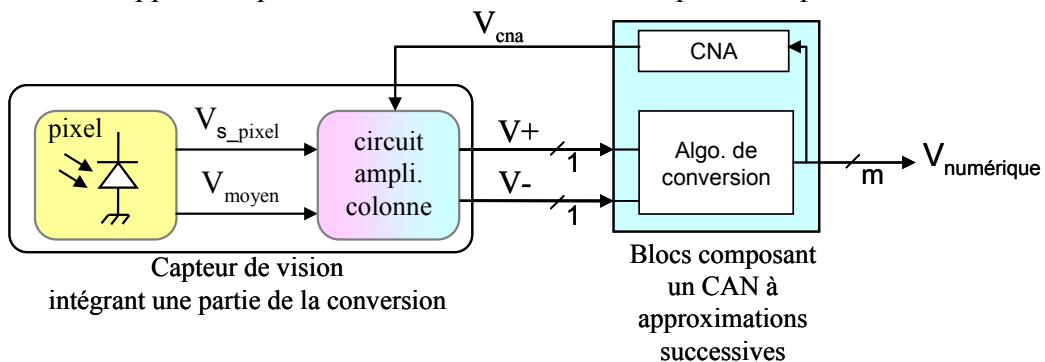 V_cna
CNA
pixel
V_s_pixel
V_moyen
circuit
ampli.
colonne
V+
1
V-
1
Algo. de
conversion
m
V_numérique
Capteur de vision
intégrant une partie de la conversion
Blocs composant
un CAN à
approximations
successives